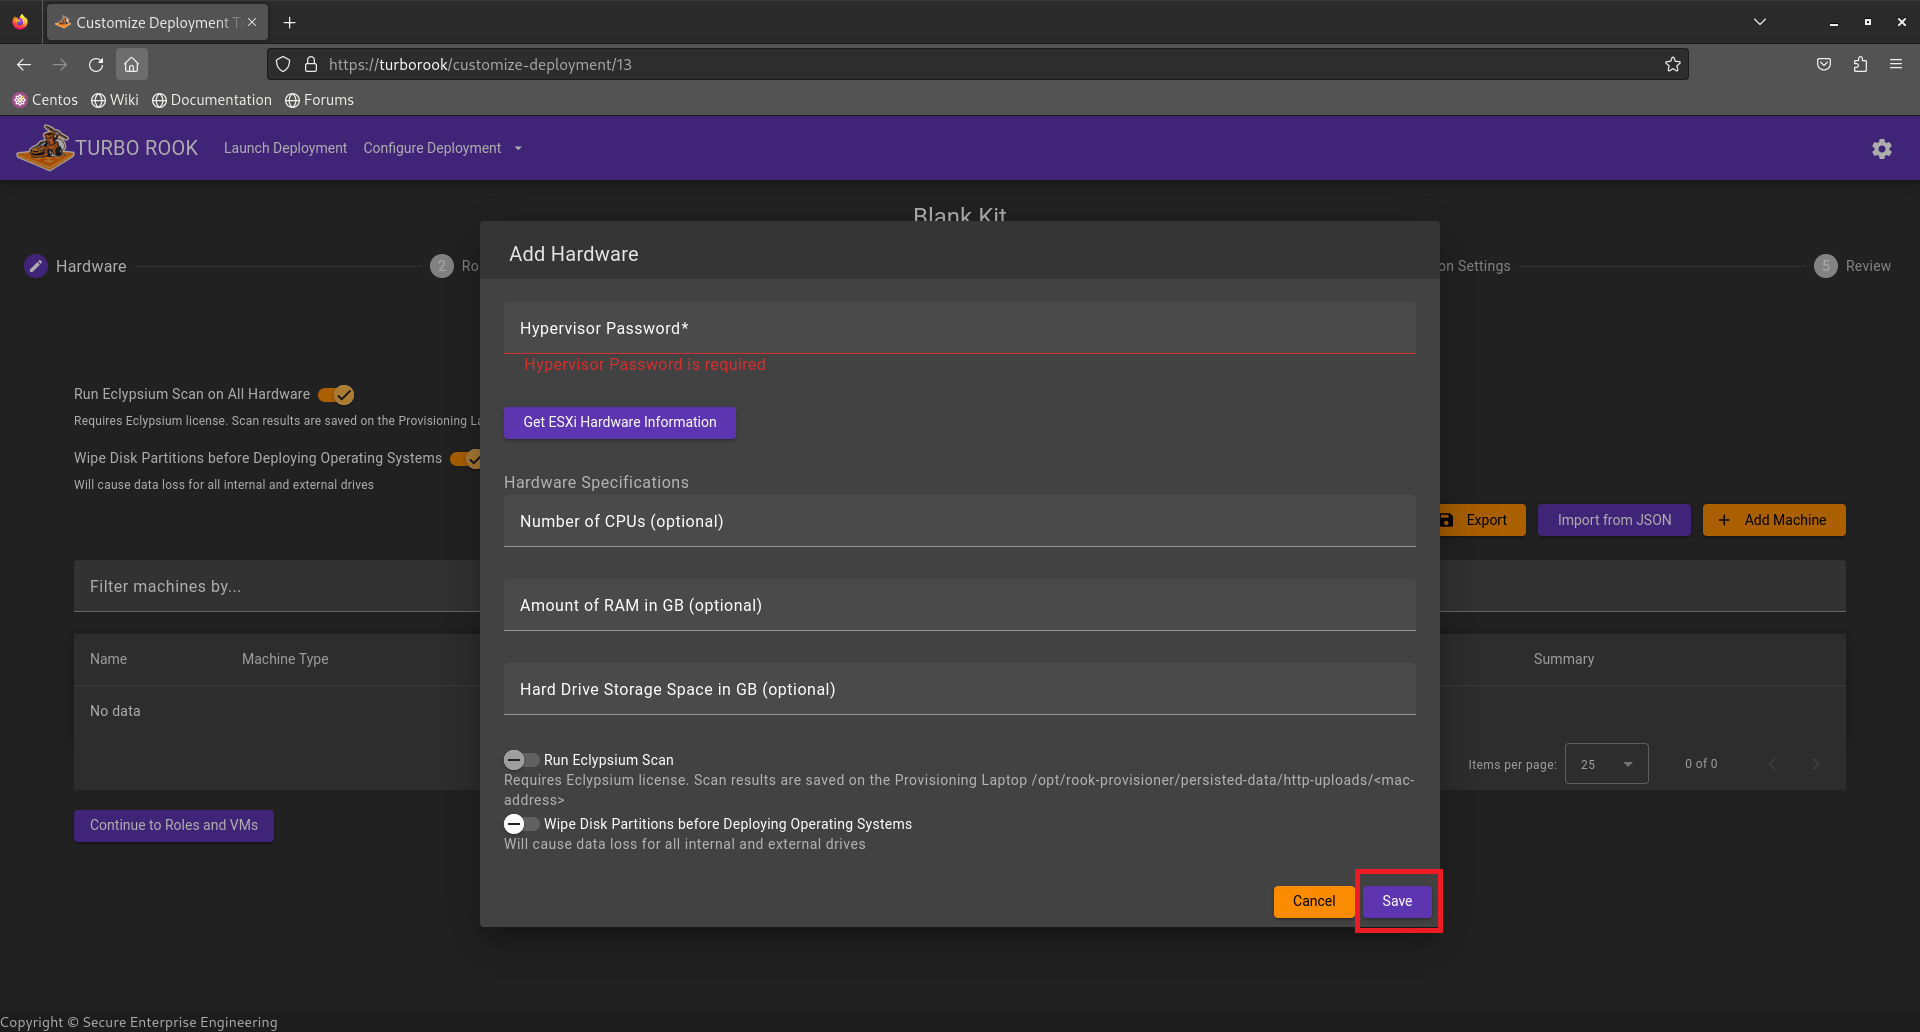 Customize Deployment T
https://turborook/customize-deployment/13
Centos Wiki Documentation Forums
TURBO ROOK Launch Deployment Configure Deployment
Blank Kit
Hardware 2 Ro on Settings 5 Review
Add Hardware
Hypervisor Password*
Hypervisor Password is required
Get ESXi Hardware Information
Hardware Specifications
Number of CPUs (optional)
Amount of RAM in GB (optional)
Hard Drive Storage Space in GB (optional)
Run Eclypsium Scan
Requires Eclypsium license. Scan results are saved on the Provisioning Laptop /opt/rook-provisioner/persisted-data/http-uploads/<mac-
address>
Wipe Disk Partitions before Deploying Operating Systems
Will cause data loss for all internal and external drives
Cancel Save
Run Eclypsium Scan on All Hardware
Requires Eclypsium license. Scan results are saved on the Provisioning La
Wipe Disk Partitions before Deploying Operating Systems
Will cause data loss for all internal and external drives
Export Import from JSON + Add Machine
Filter machines by...
Name Machine Type Summary
No data
Items per page: 25 0 of 0
Continue to Roles and VMs
Copyright © Secure Enterprise Engineering